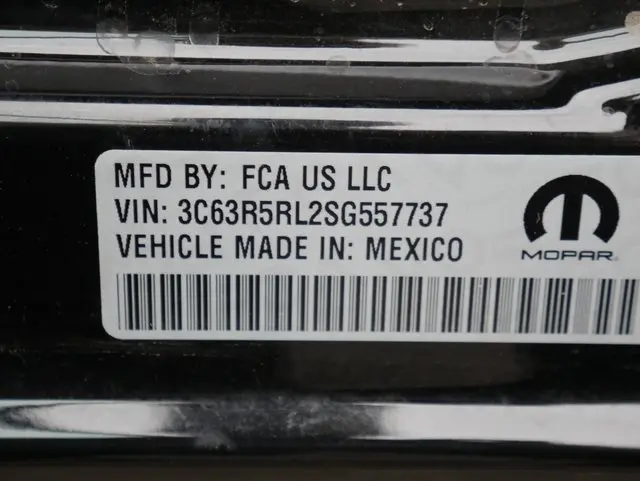 MFD BY: FCA US LLC
VIN: 3C63R5RL2SG557737
VEHICLE MADE IN: MEXICO
MOPAR